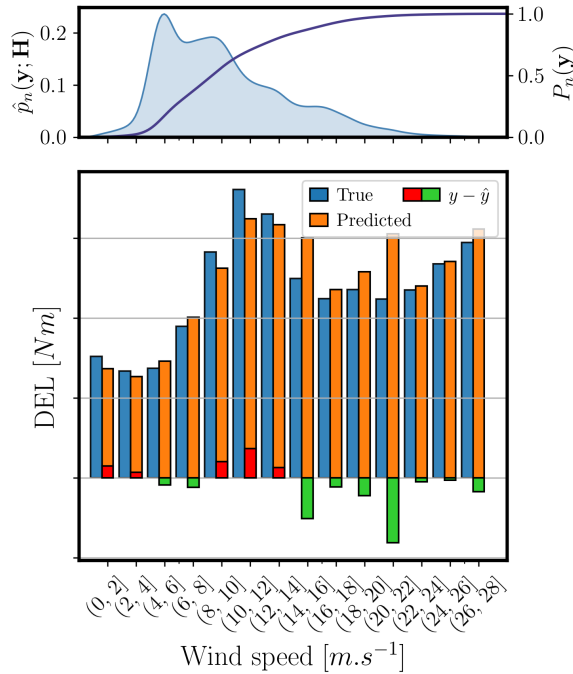 0.2
0.1
0.0
p̂ₙ(y; H)
1.0
0.5
0.0
Pₙ(y)
True
Predicted
y − ŷ
DEL [Nm]
(0, 2]
(2, 4]
(4, 6]
(6, 8]
(8, 10]
(10, 12]
(12, 14]
(14, 16]
(16, 18]
(18, 20]
(20, 22]
(22, 24]
(24, 26]
(26, 28]
Wind speed [m.s⁻¹]